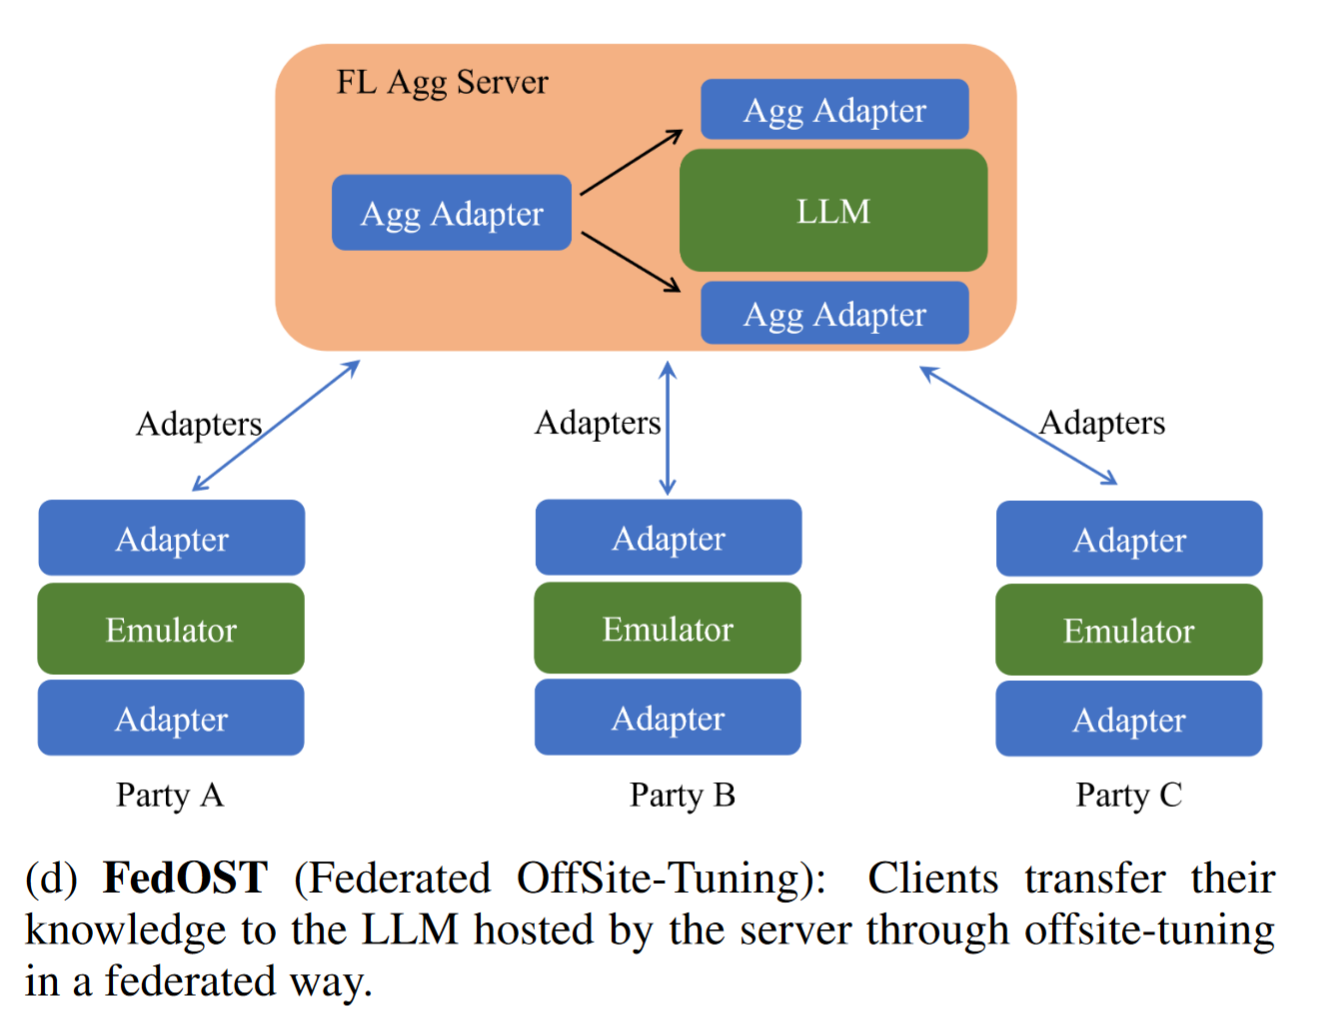 FL Agg Server
Agg Adapter
Agg Adapter
LLM
Agg Adapter
Adapters
Adapters
Adapters
Adapter
Emulator
Adapter
Party A
Adapter
Emulator
Adapter
Party B
Adapter
Emulator
Adapter
Party C
(d) FedOST (Federated OffSite-Tuning): Clients transfer their
knowledge to the LLM hosted by the server through offsite-tuning
in a federated way.